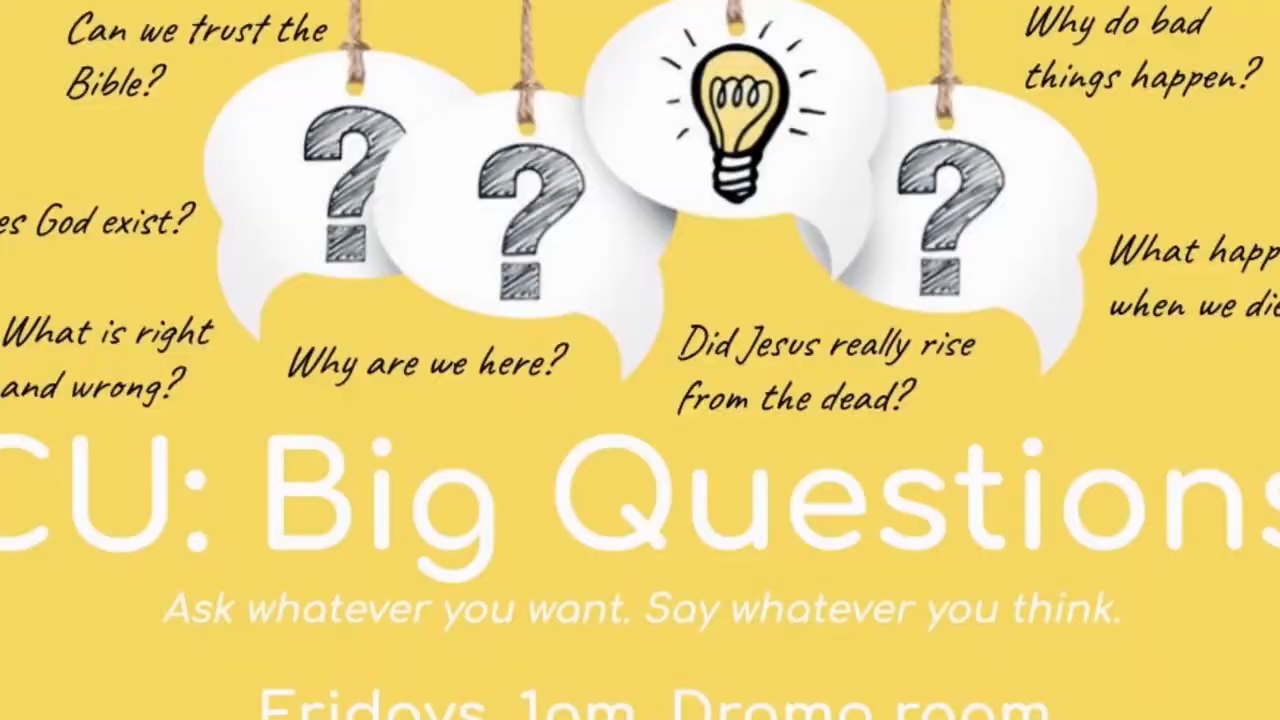 Can we trust the
Bible?
Why do bad
things happen?
God exist?
What is right
and wrong?
Why are we here?
Did Jesus really rise
from the dead?
when we
What
CU: Big Questions
Ask whatever you want. Say whatever you think.
Fridays, 1pm, Drama room